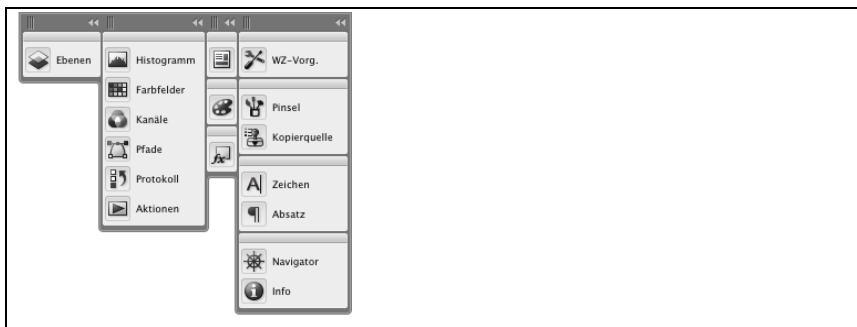 Ebenen
Histogramm
Farbfelder
Kanäle
Pfade
Protokoll
Aktionen
WZ-Vorg.
Pinsel
Kopierquelle
Zeichen
Absatz
Navigator
Info